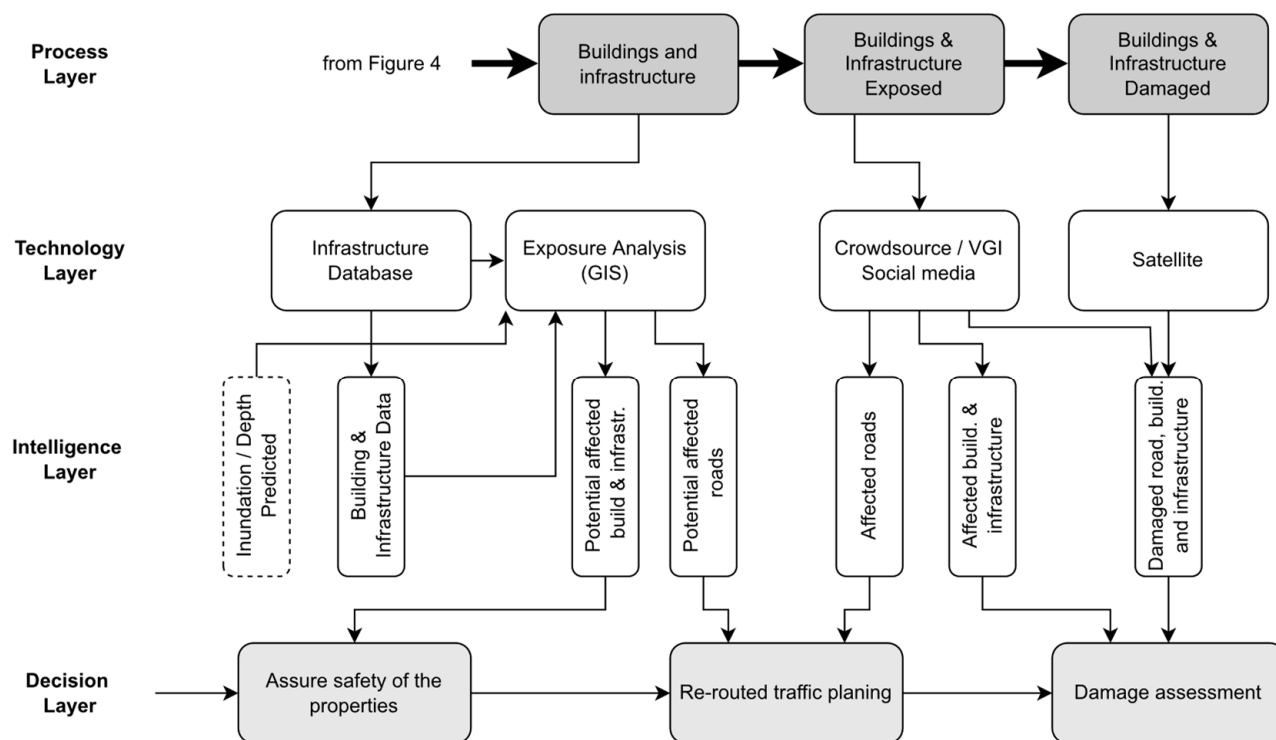 Process
Layer
from Figure 4
Buildings and
infrastructure
Buildings &
Infrastructure
Exposed
Buildings &
Infrastructure
Damaged
Technology
Layer
Infrastructure
Database
Exposure Analysis
(GIS)
Crowdsource / VGI
Social media
Satellite
Intelligence
Layer
Inundation / Depth
Predicted
Building &
Infrastructure Data
Potential affected
build & infrastr.
Potential affected
roads
Affected roads
Affected build. &
infrastructure
Damaged road, build.
and infrastructure
Decision
Layer
Assure safety of the
properties
Re-routed traffic planing
Damage assessment